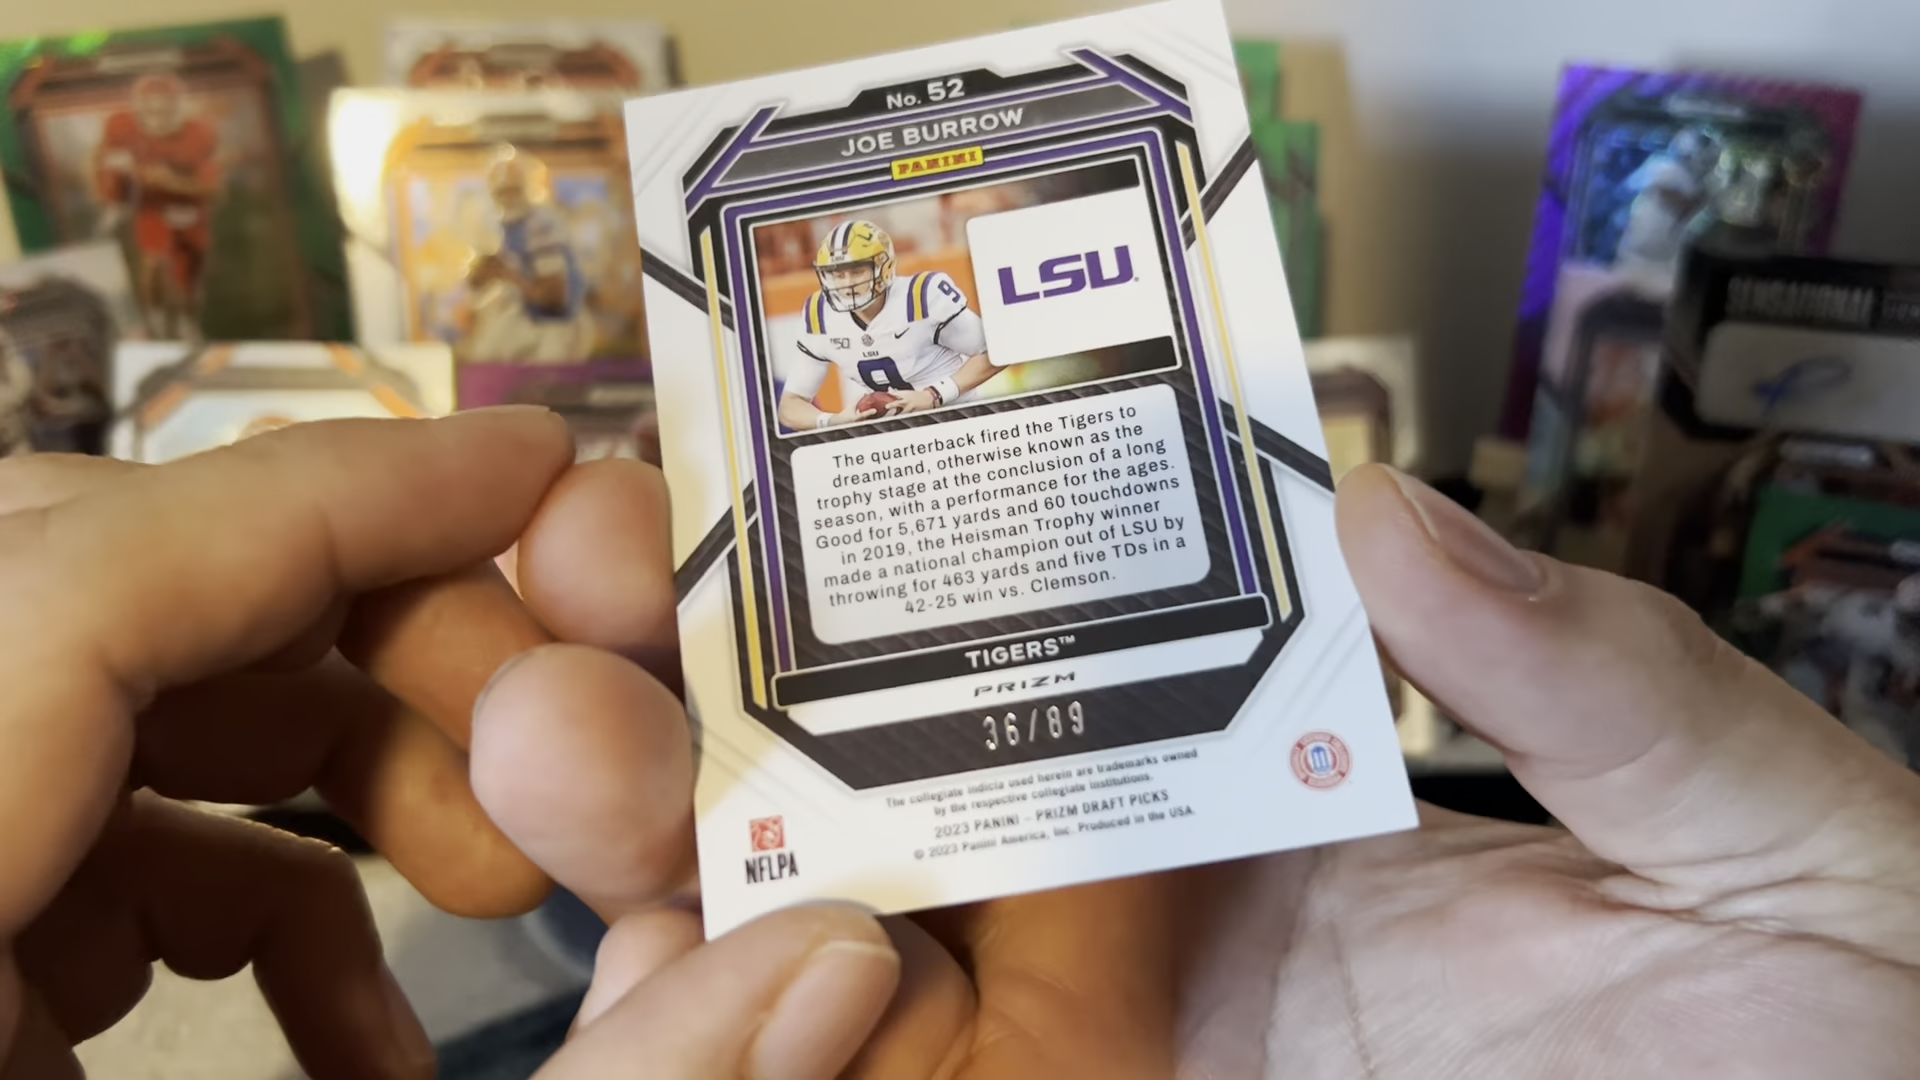 No. 52
JOE BURROW
PANINI
LSU
The quarterback fired the Tigers to
dreamland, otherwise known as the
trophy stage at the conclusion of a long
season, with a performance for the ages.
Good for 5,671 yards and 60 touchdowns
in 2019, the Heisman Trophy winner
made a national champion out of LSU by
throwing for 463 yards and five TDs in a
42-25 win vs. Clemson.
TIGERS™
PRIZM
36/89
The collegiate indicia used herein are trademarks owned
by the respective collegiate institutions.
2023 PANINI – PRIZM DRAFT PICKS
© 2023 Panini America, Inc. Produced in the USA.
NFLPA
9
LSU
9
150
SENSATIONAL